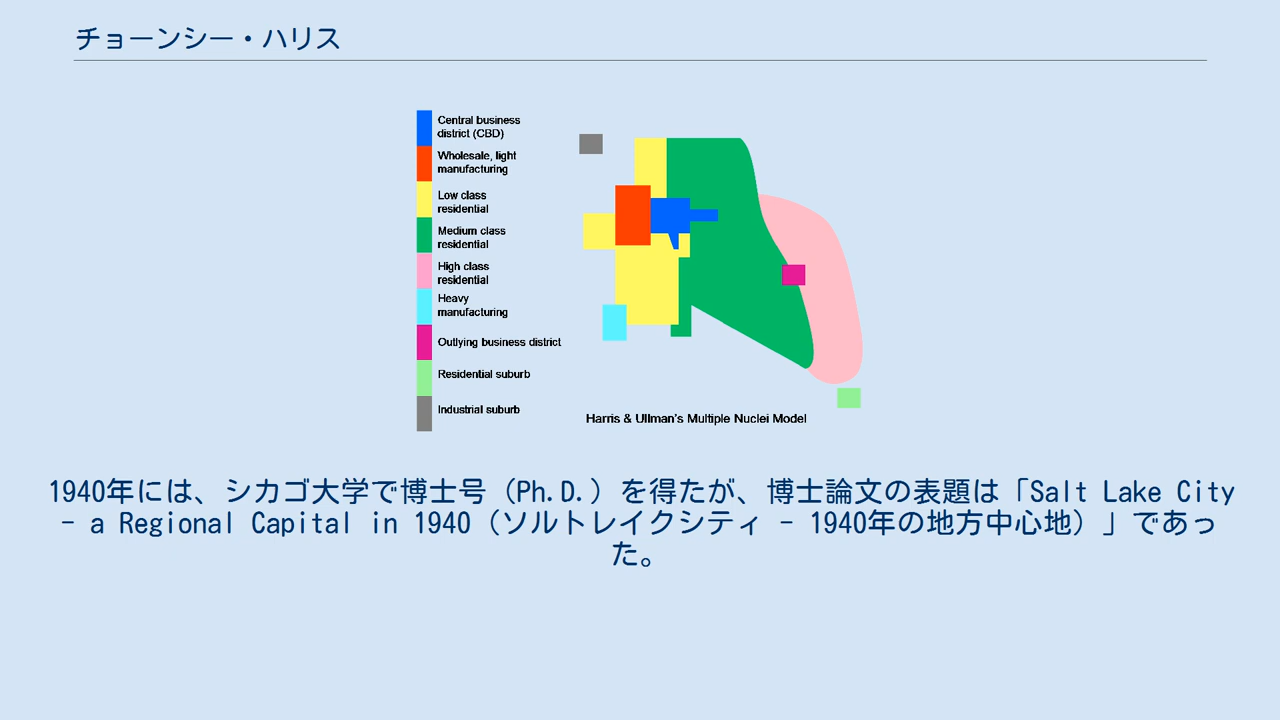 チョーンシー・ハリス
Central business
district (CBD)
Wholesale, light
manufacturing
Low class
residential
Medium class
residential
High class
residential
Heavy
manufacturing
Outlying business district
Residential suburb
Industrial suburb
Harris & Ullman's Multiple Nuclei Model
1940年には、シカゴ大学で博士号（Ph.D.）を得たが、博士論文の表題は「Salt Lake City
- a Regional Capital in 1940（ソルトレイクシティ - 1940年の地方中心地）」であっ
た。